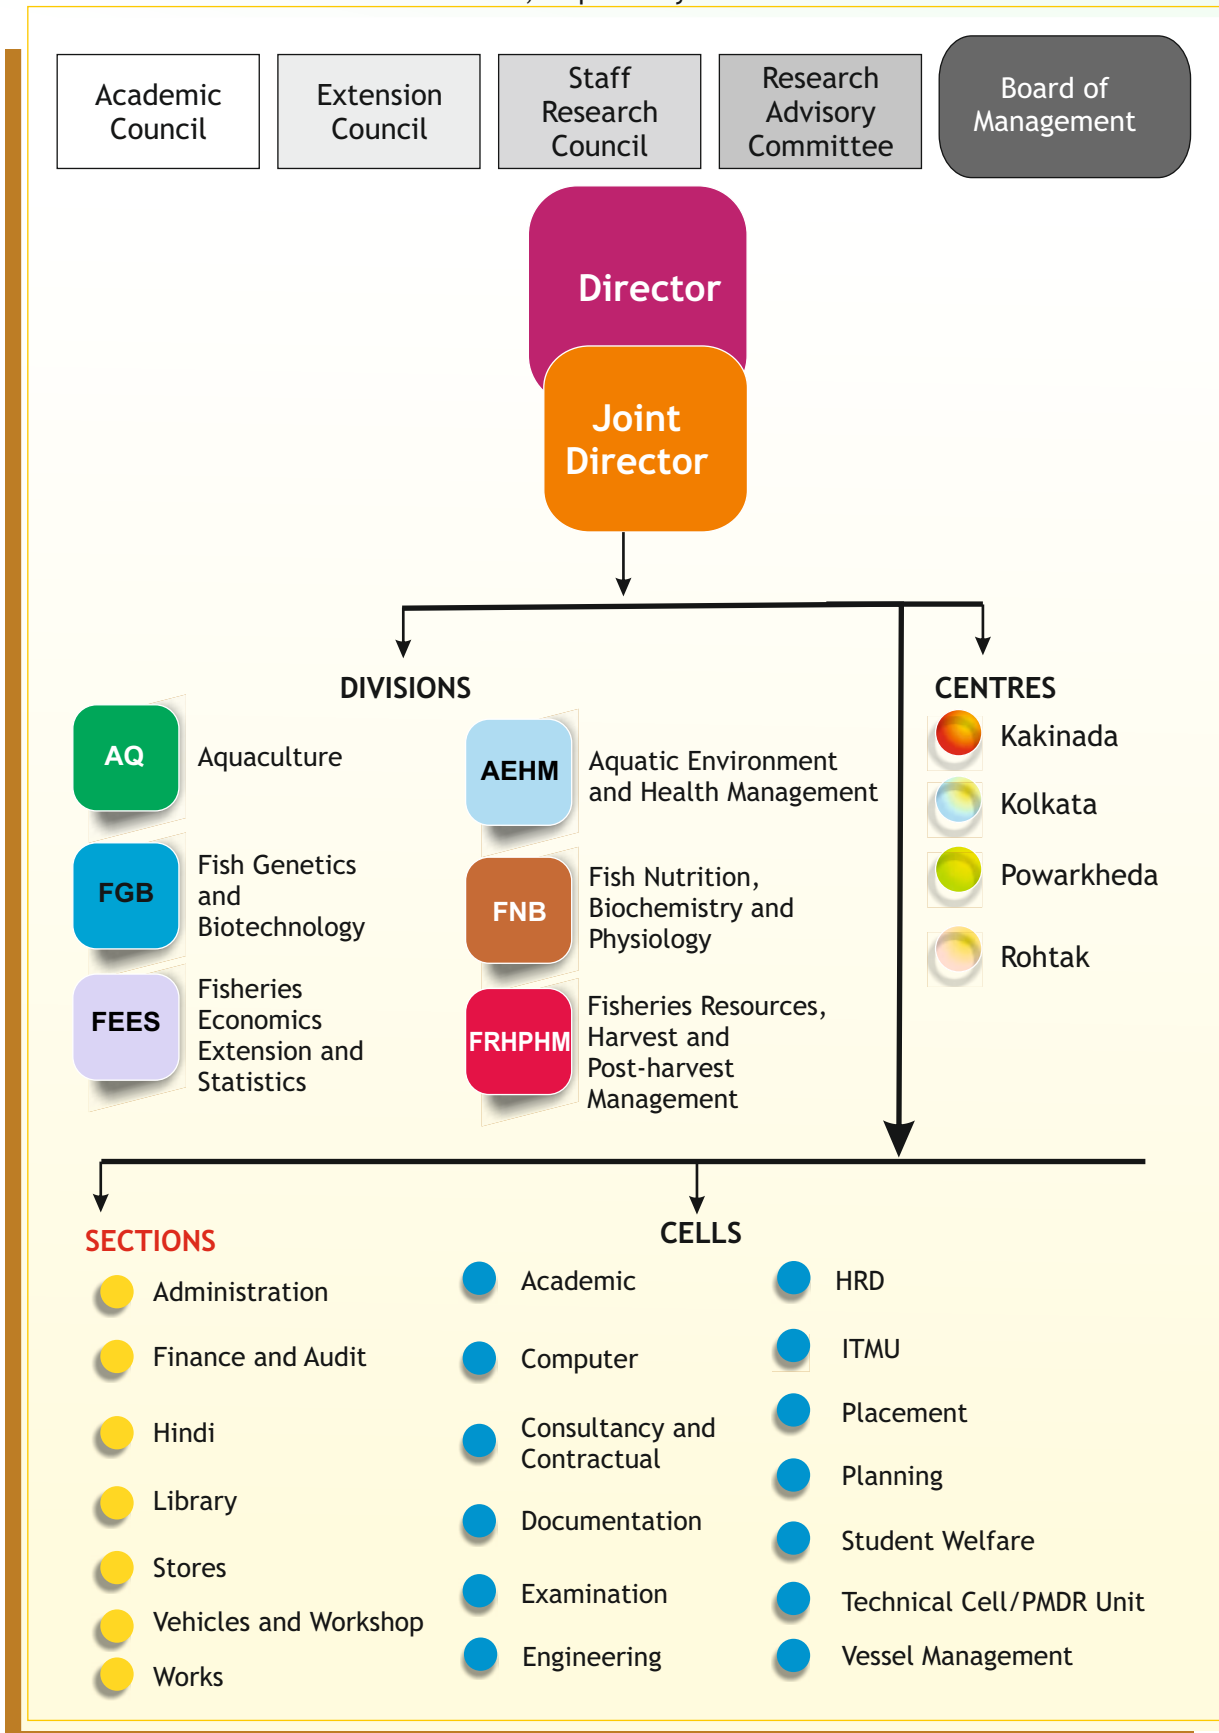 Academic
Council
Extension
Council
Staff
Research
Council
Research
Advisory
Committee
Board of
Management
Director
Joint
Director
DIVISIONS
AQ
Aquaculture
FGB
Fish Genetics
and
Biotechnology
FEES
Fisheries
Economics
Extension and
Statistics
AEHM
Aquatic Environment
and Health Management
FNB
Fish Nutrition,
Biochemistry and
Physiology
FRHPHM
Fisheries Resources,
Harvest and
Post-harvest
Management
CENTRES
Kakinada
Kolkata
Powarkheda
Rohtak
SECTIONS
Administration
Finance and Audit
Hindi
Library
Stores
Vehicles and Workshop
Works
CELLS
Academic
Computer
Consultancy and
Contractual
Documentation
Examination
Engineering
HRD
ITMU
Placement
Planning
Student Welfare
Technical Cell/PMDR Unit
Vessel Management